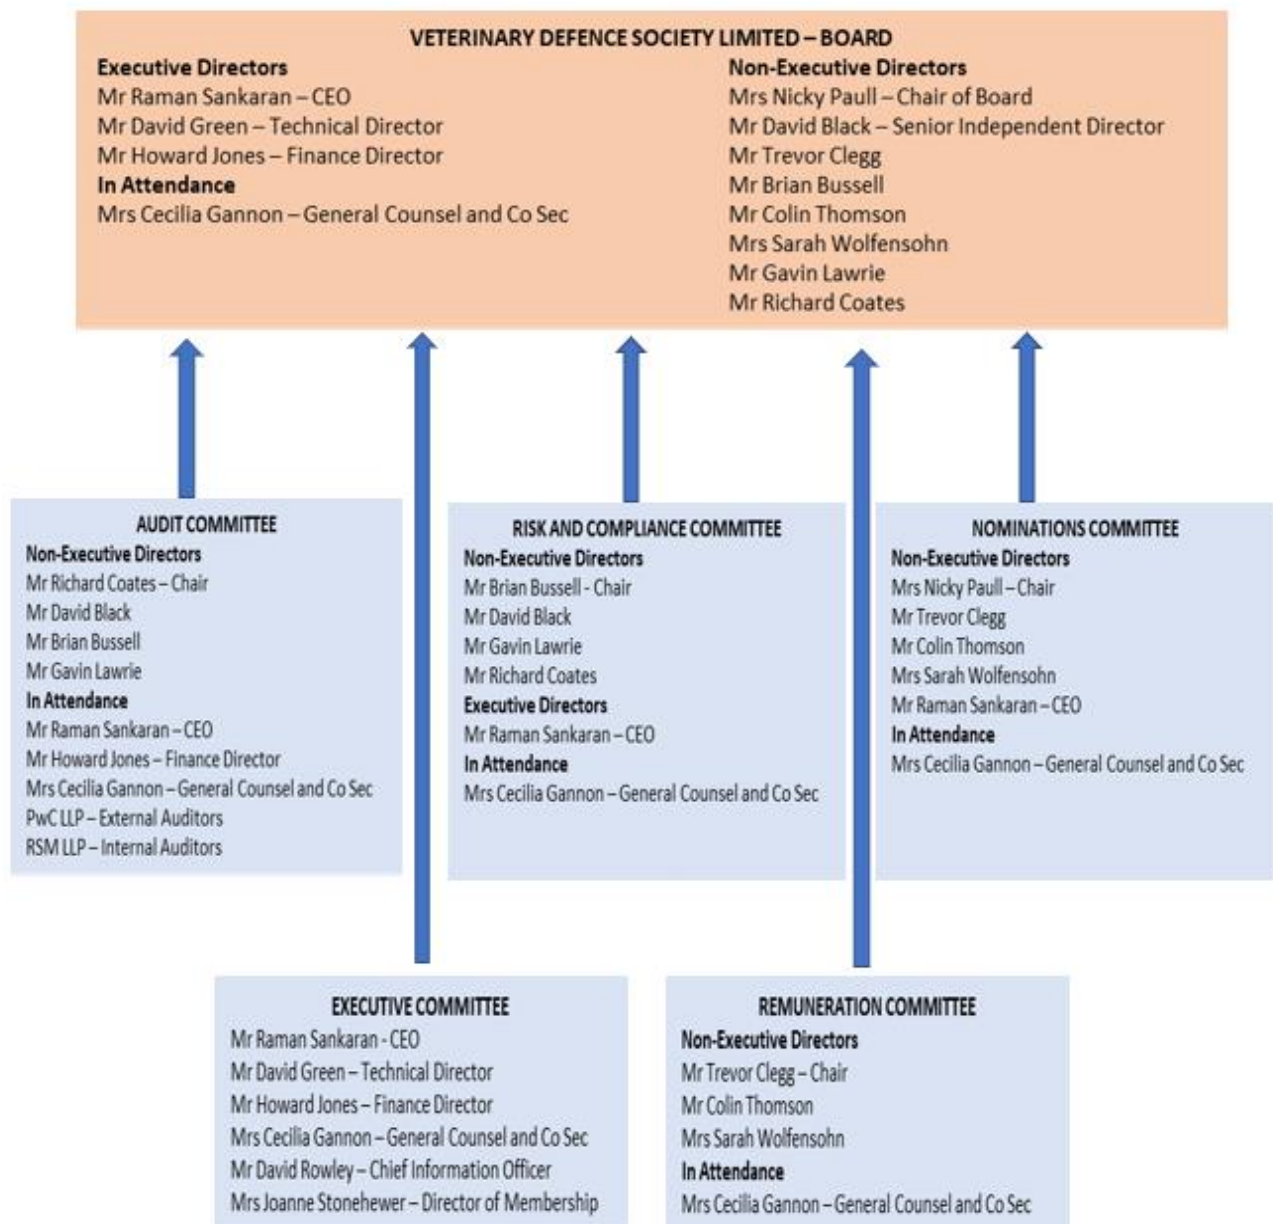 VETERINARY DEFENCE SOCIETY LIMITED – BOARD
Executive Directors
Mr Raman Sankaran – CEO
Mr David Green – Technical Director
Mr Howard Jones – Finance Director
In Attendance
Mrs Cecilia Gannon – General Counsel and Co Sec
Non-Executive Directors
Mrs Nicky Paull – Chair of Board
Mr David Black – Senior Independent Director
Mr Trevor Clegg
Mr Brian Bussell
Mr Colin Thomson
Mrs Sarah Wolfensohn
Mr Gavin Lawrie
Mr Richard Coates
AUDIT COMMITTEE
Non-Executive Directors
Mr Richard Coates – Chair
Mr David Black
Mr Brian Bussell
Mr Gavin Lawrie
In Attendance
Mr Raman Sankaran – CEO
Mr Howard Jones – Finance Director
Mrs Cecilia Gannon – General Counsel and Co Sec
PwC LLP – External Auditors
RSM LLP – Internal Auditors
RISK AND COMPLIANCE COMMITTEE
Non-Executive Directors
Mr Brian Bussell - Chair
Mr David Black
Mr Gavin Lawrie
Mr Richard Coates
Executive Directors
Mr Raman Sankaran – CEO
In Attendance
Mrs Cecilia Gannon – General Counsel and Co Sec
NOMINATIONS COMMITTEE
Non-Executive Directors
Mrs Nicky Paull – Chair
Mr Trevor Clegg
Mr Colin Thomson
Mrs Sarah Wolfensohn
Mr Raman Sankaran – CEO
In Attendance
Mrs Cecilia Gannon – General Counsel and Co Sec
EXECUTIVE COMMITTEE
Mr Raman Sankaran - CEO
Mr David Green – Technical Director
Mr Howard Jones – Finance Director
Mrs Cecilia Gannon – General Counsel and Co Sec
Mr David Rowley – Chief Information Officer
Mrs Joanne Stonehewer – Director of Membership
REMUNERATION COMMITTEE
Non-Executive Directors
Mr Trevor Clegg – Chair
Mr Colin Thomson
Mrs Sarah Wolfensohn
In Attendance
Mrs Cecilia Gannon – General Counsel and Co Sec